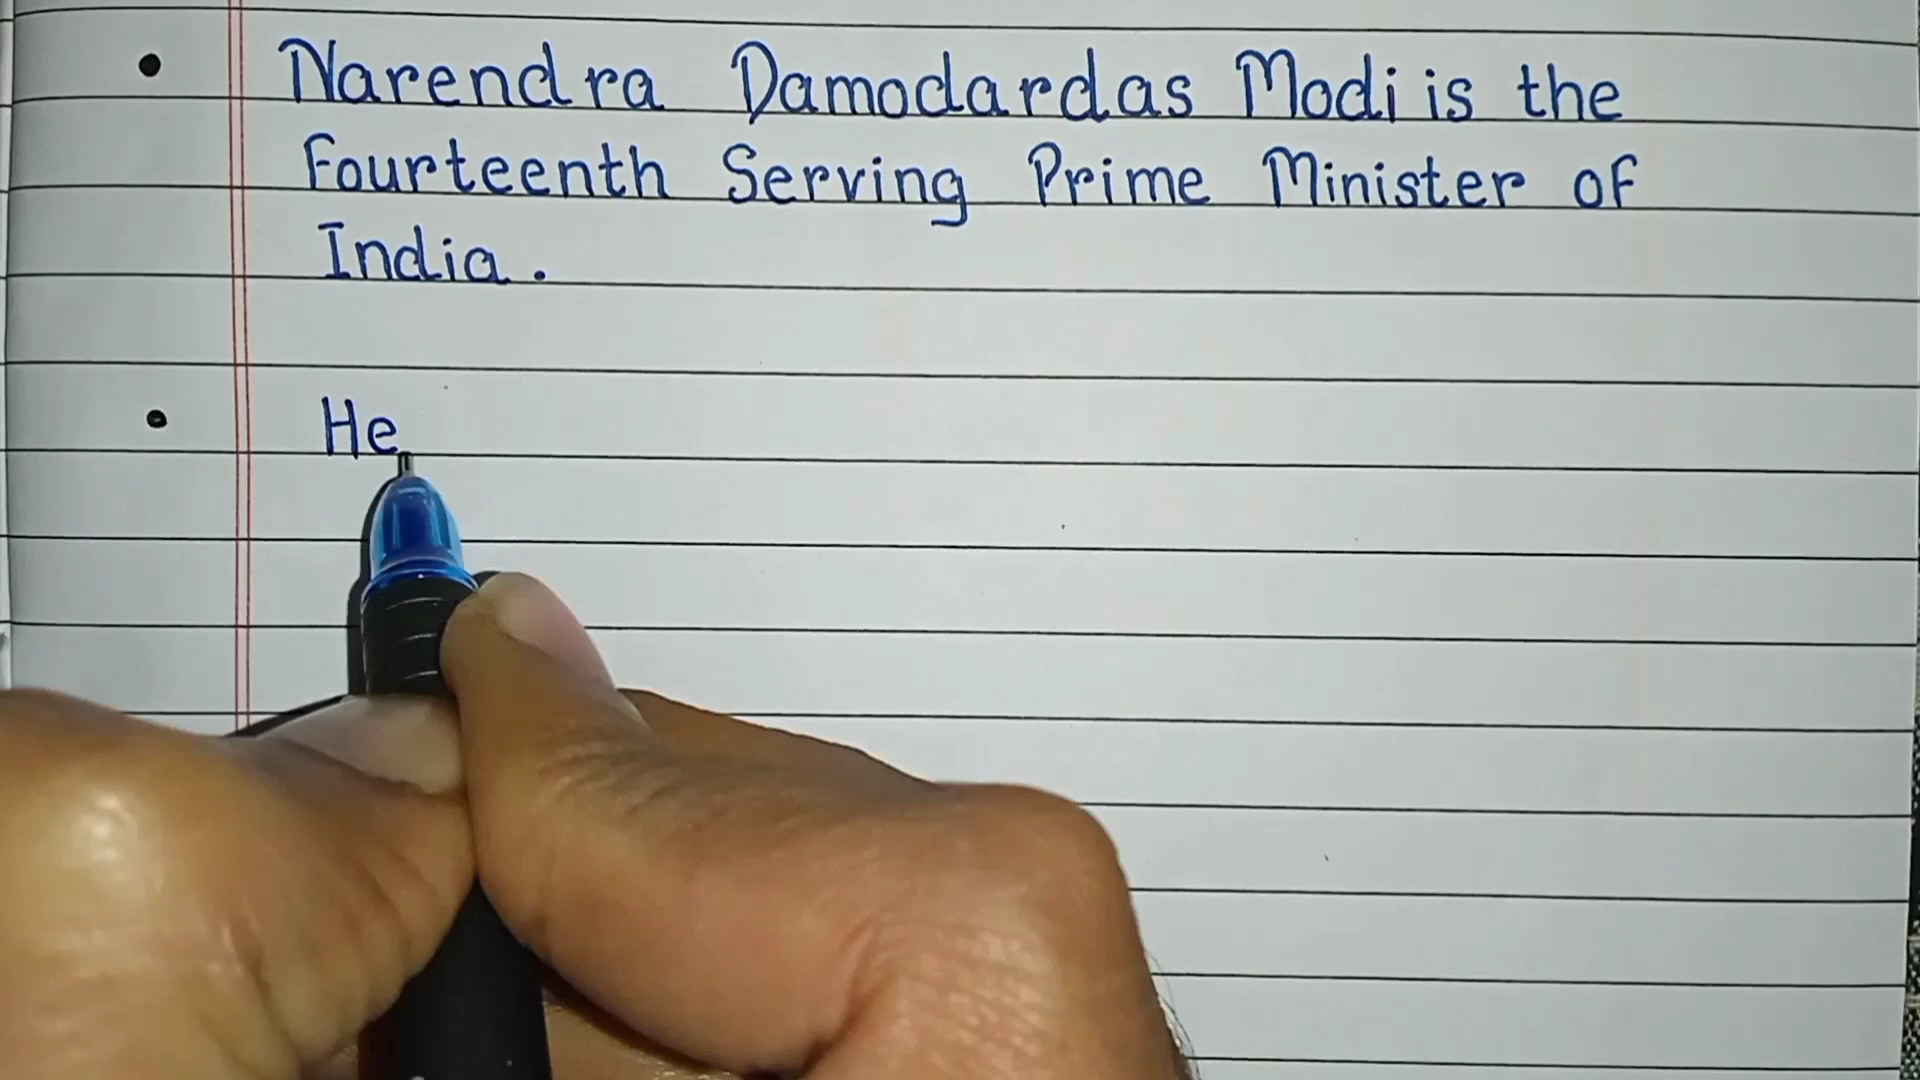 • Narendra Damodardas Modi is the
Fourteenth Serving Prime Minister of
India.
• He